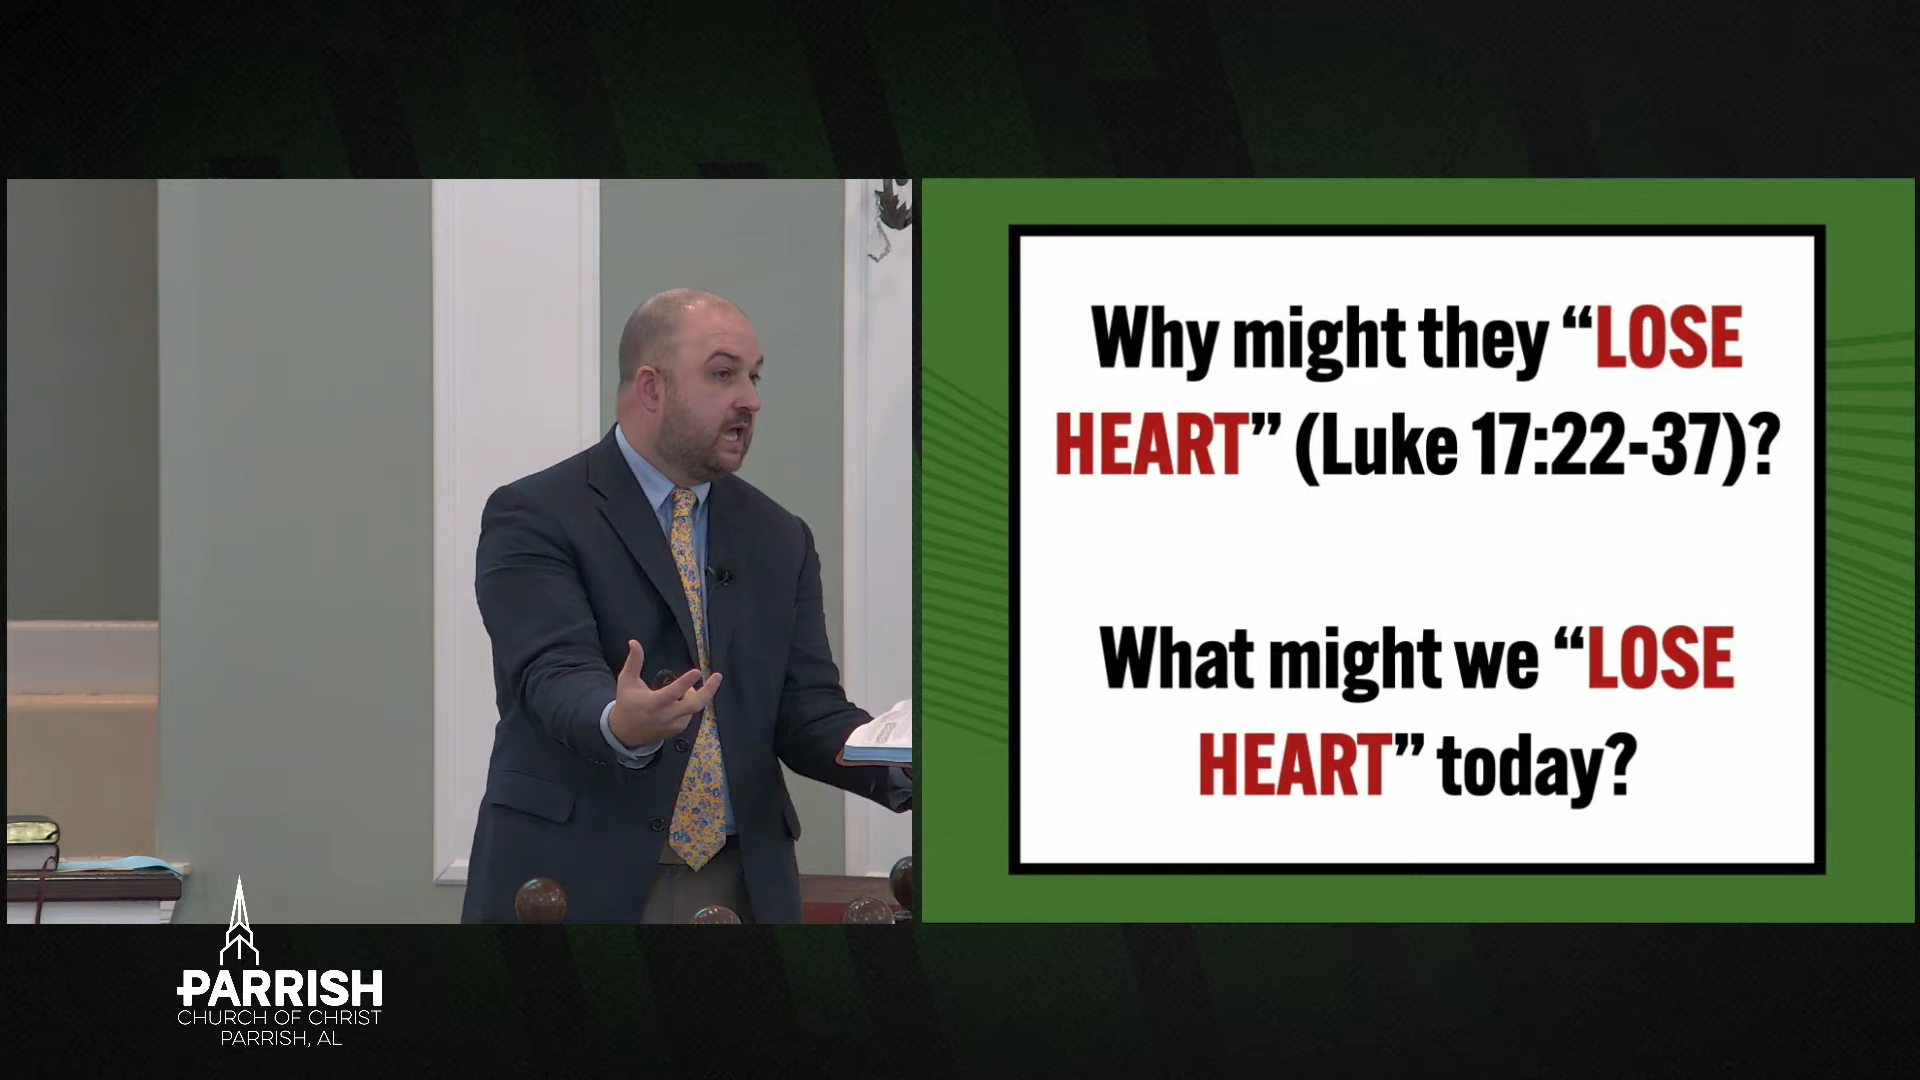 Why might they “LOSE
HEART” (Luke 17:22-37)?
What might we “LOSE
HEART” today?
PARRISH
CHURCH OF CHRIST
PARRISH, AL